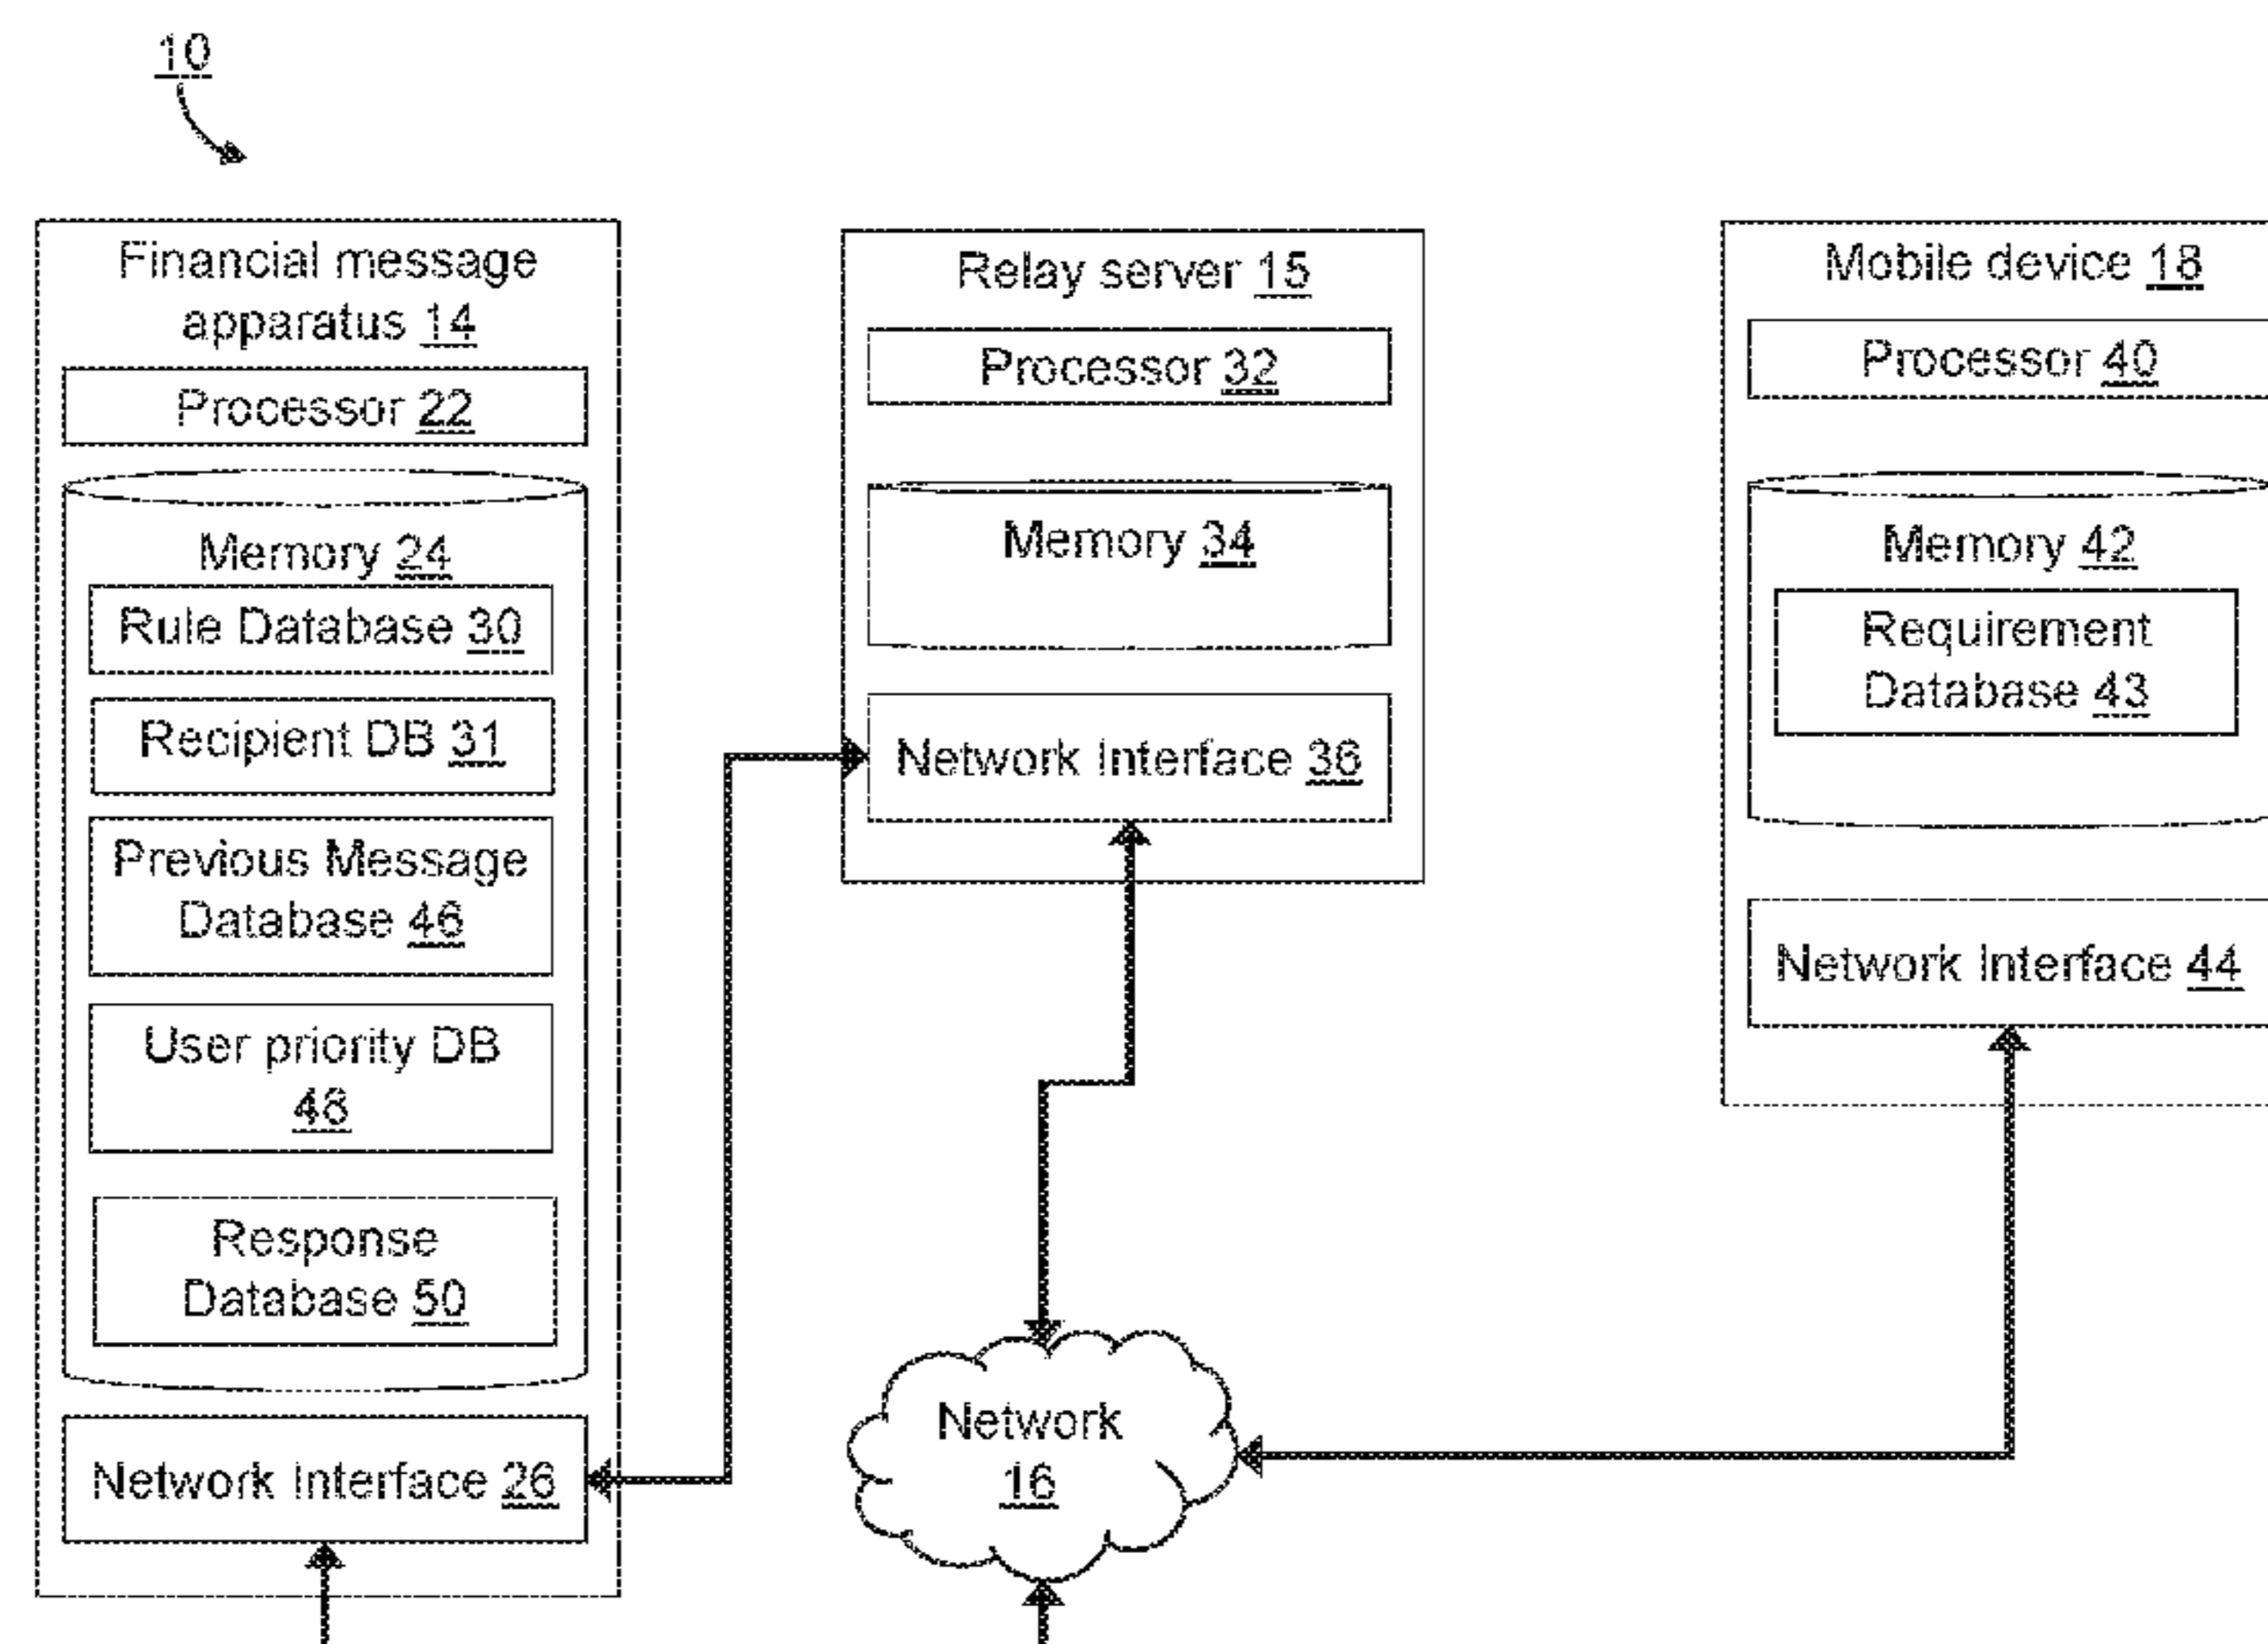 10
Financial message
apparatus 14
Processor 22
Memory 24
Rule Database 30
Recipient DB 31
Previous Message
Database 46
User priority DB
48
Response
Database 50
Network Interface 26
Relay server 15
Processor 32
Memory 34
Network Interface 36
Network
16
Mobile device 18
Processor 40
Memory 42
Requirement
Database 43
Network Interface 44